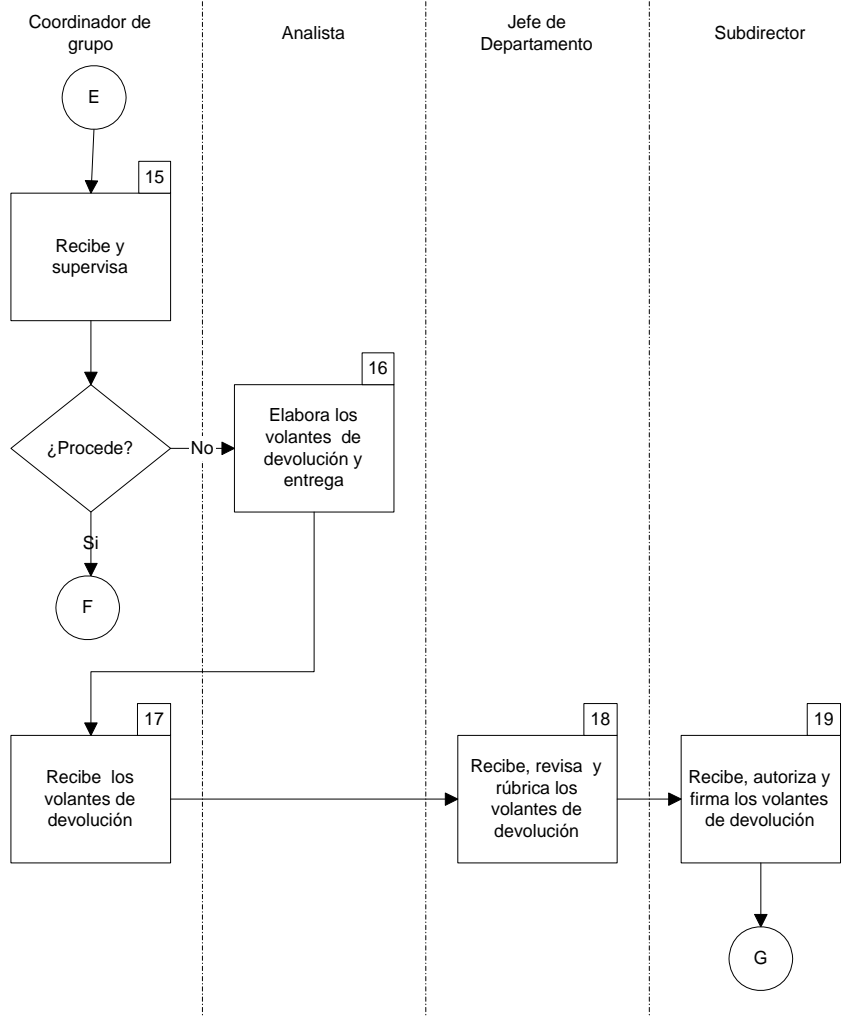 Coordinador de
grupo
Analista
Jefe de
Departamento
Subdirector
E
15
Recibe y
supervisa
¿Procede?
No
16
Elabora los
volantes de
devolución y
entrega
Si
F
17
Recibe los
volantes de
devolución
18
Recibe, revisa y
rúbrica los
volantes de
devolución
19
Recibe, autoriza y
firma los volantes
de devolución
G